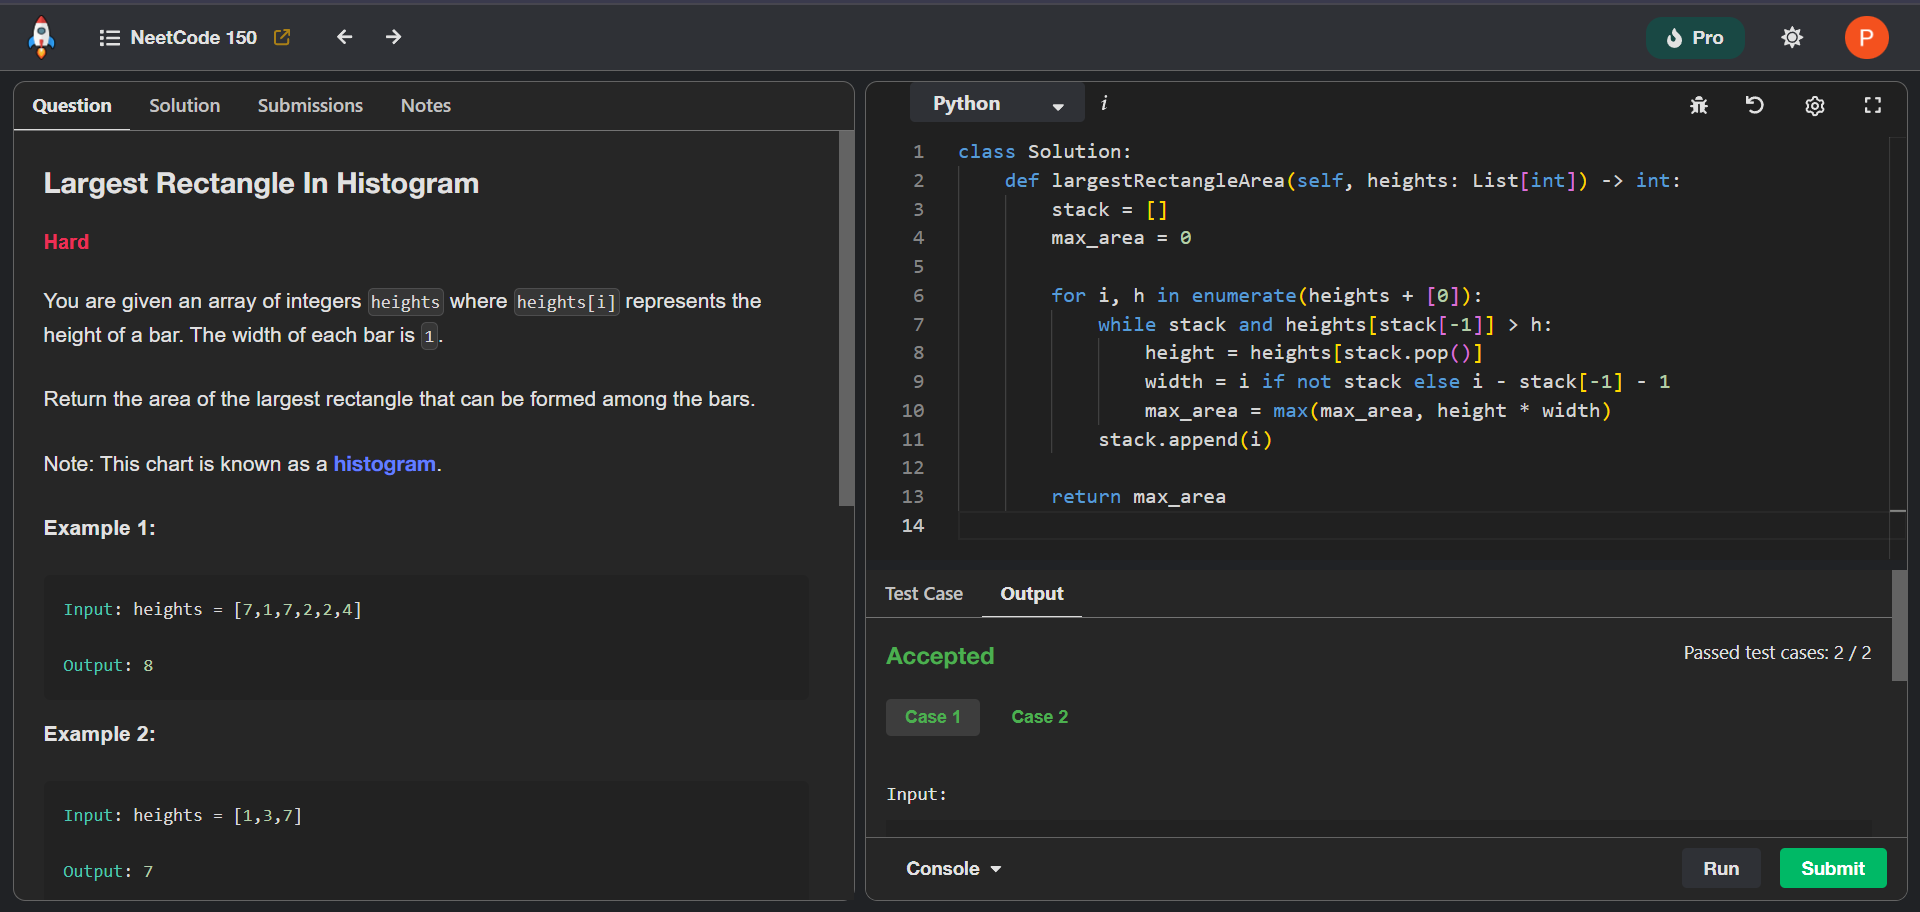 NeetCode 150
Pro
P
Question Solution Submissions Notes
Largest Rectangle In Histogram
Hard
You are given an array of integers heights where heights[i] represents the
height of a bar. The width of each bar is 1.
Return the area of the largest rectangle that can be formed among the bars.
Note: This chart is known as a histogram.
Example 1:
Input: heights = [7,1,7,2,2,4]
Output: 8
Example 2:
Input: heights = [1,3,7]
Output: 7
Python i
1 class Solution:
2 def largestRectangleArea(self, heights: List[int]) -> int:
3 stack = []
4 max_area = 0
5
6 for i, h in enumerate(heights + [0]):
7 while stack and heights[stack[-1]] > h:
8 height = heights[stack.pop()]
9 width = i if not stack else i - stack[-1] - 1
10 max_area = max(max_area, height * width)
11 stack.append(i)
12
13 return max_area
14
Test Case Output
Accepted Passed test cases: 2 / 2
Case 1 Case 2
Input:
Console Run Submit